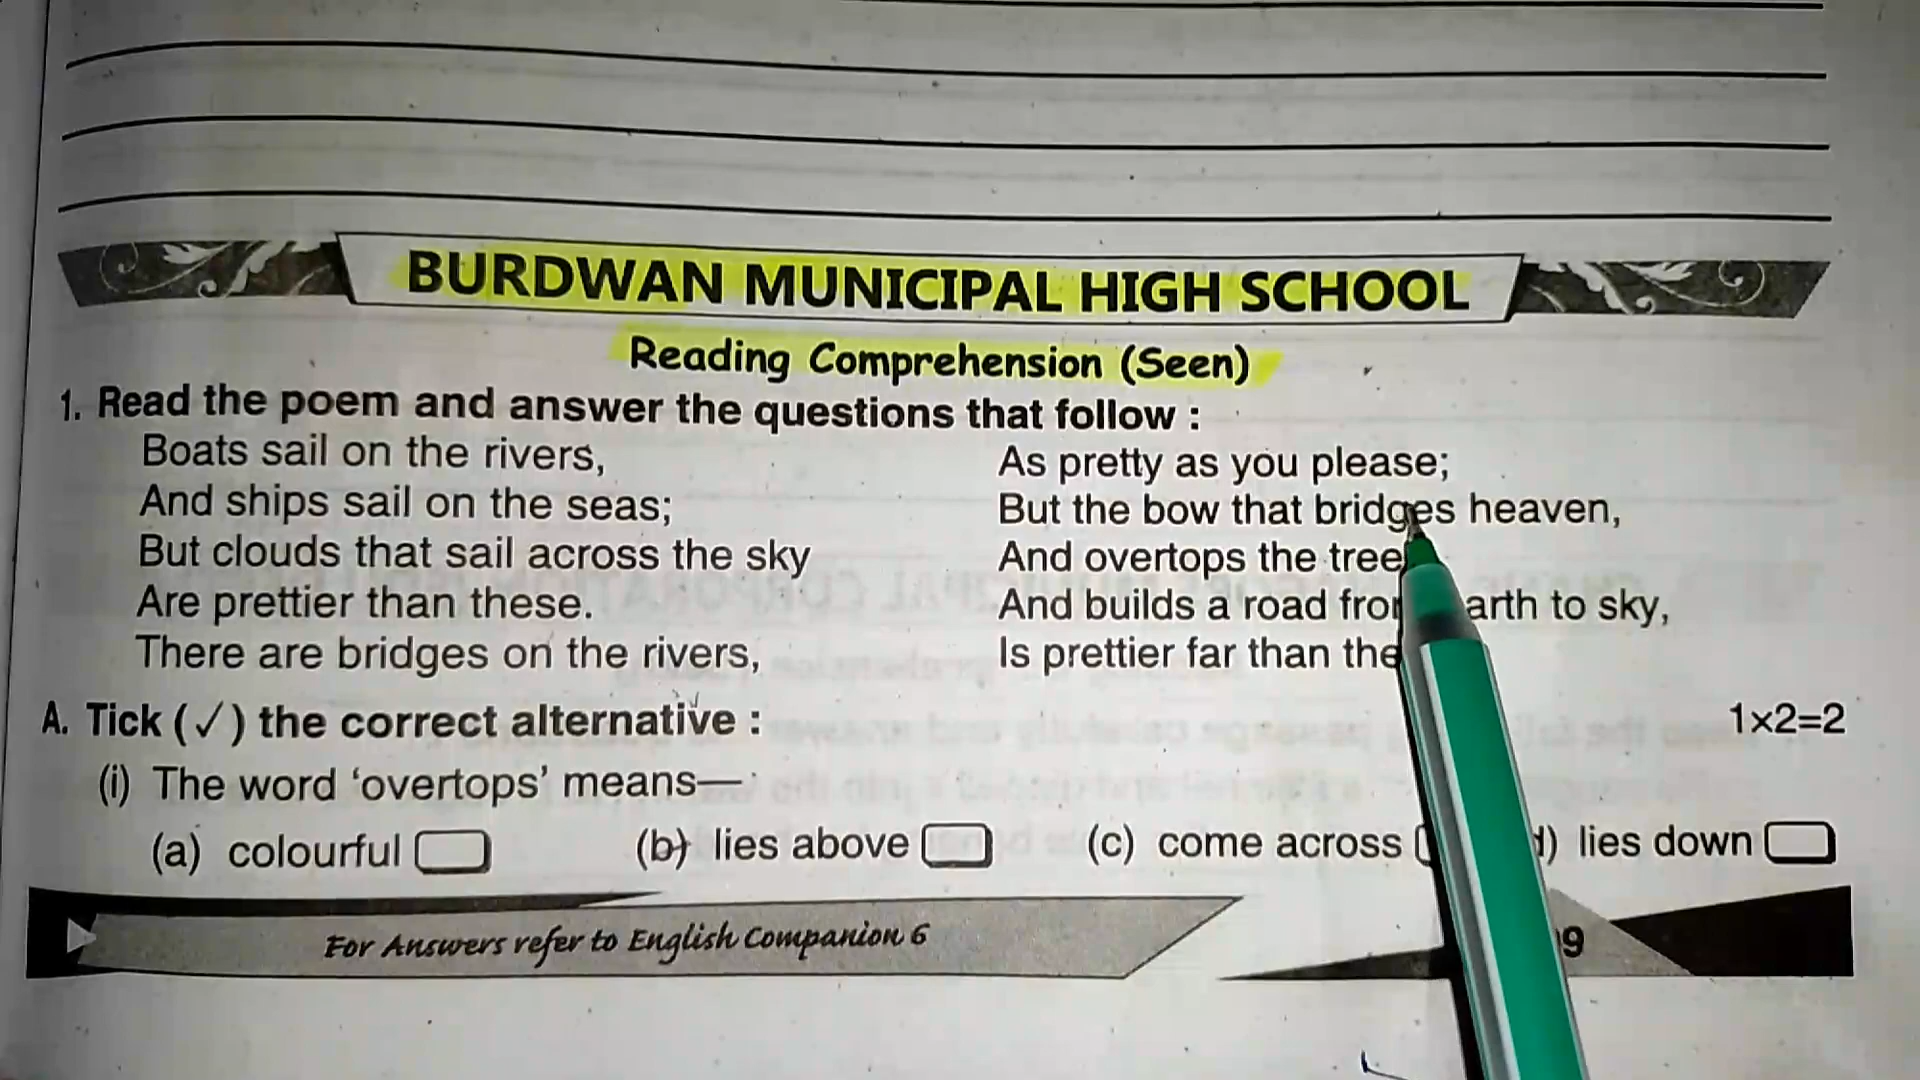 BURDWAN MUNICIPAL HIGH SCHOOL
Reading Comprehension (Seen)
1. Read the poem and answer the questions that follow :
Boats sail on the rivers,
And ships sail on the seas;
But clouds that sail across the sky
Are prettier than these.
There are bridges on the rivers,
As pretty as you please;
But the bow that bridges heaven,
And overtops the tree
And builds a road to sky,
Is prettier far than
A. Tick (✓) the correct alternative : 1×2=2
(i) The word ‘overtops’ means—
(a) colourful (b) lies above (c) come across (d) lies down
For Answers refer to English Companion 6